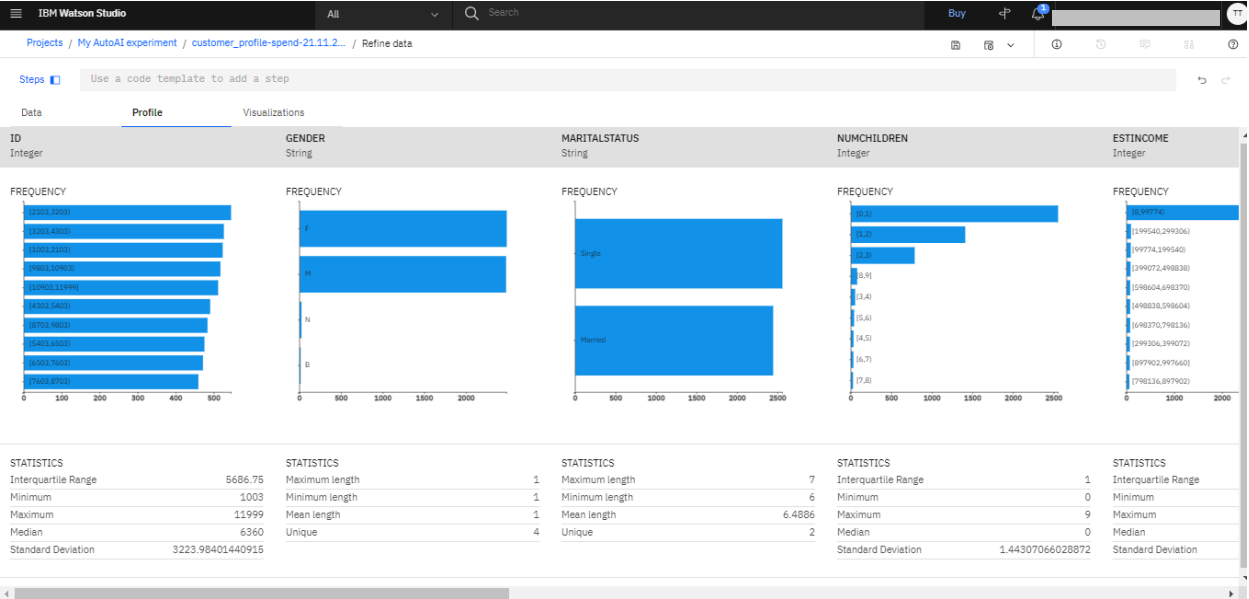 IBM Watson Studio All Search Buy 1 TT
Projects / My AutoAI experiment / customer_profile-spend-21.11.2... / Refine data
Steps Use a code template to add a step
Data Profile Visualizations
ID GENDER MARITALSTATUS NUMCHILDREN ESTINCOME
Integer String String Integer Integer
FREQUENCY FREQUENCY FREQUENCY FREQUENCY FREQUENCY
[2103,3203)
[3203,4303)
[1003,2103)
[9803,10903)
[10903,11999]
[4303,5403)
[8703,9803)
[5403,6503)
[6503,7603)
[7603,8703)
0 100 200 300 400 500
F
M
N
B
0 500 1000 1500 2000
Single
Married
0 500 1000 1500 2000 2500
[0,1)
[1,2)
[2,3)
[8,9]
[3,4)
[5,6)
[4,5)
[6,7)
[7,8)
0 500 1000 1500 2000 2500
[8,99774)
[199540,299306)
[99774,199540)
[399072,498838)
[598604,698370)
[498838,598604)
[698370,798136)
[299306,399072)
[897902,997660]
[798136,897902)
0 1000 2000
STATISTICS STATISTICS STATISTICS STATISTICS STATISTICS
Interquartile Range 5686.75 Maximum length 1 Maximum length 7 Interquartile Range 1 Interquartile Range
Minimum 1003 Minimum length 1 Minimum length 6 Minimum 0 Minimum
Maximum 11999 Mean length 1 Mean length 6.4886 Maximum 9 Maximum
Median 6360 Unique 4 Unique 2 Median 0 Median
Standard Deviation 3223.98401440915 Standard Deviation 1.44307066028872 Standard Deviation